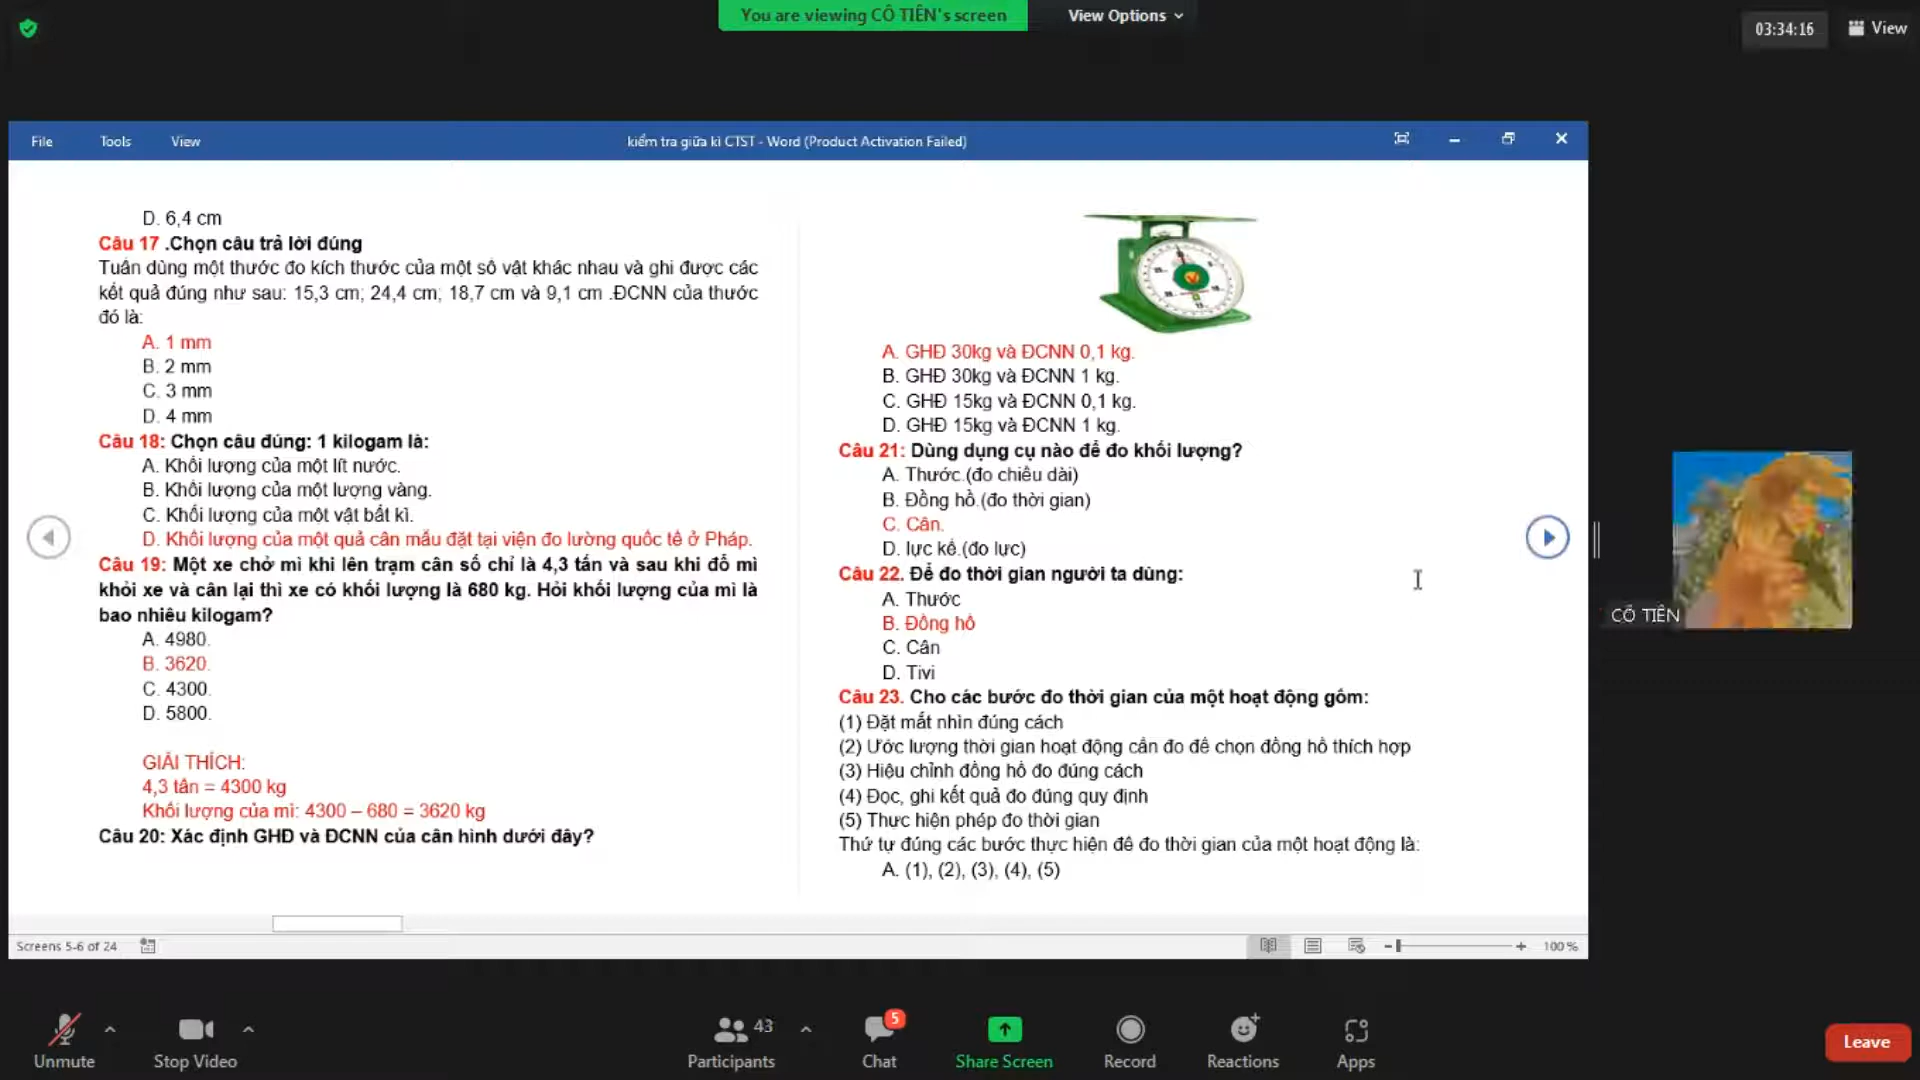 You are viewing CÔ TIÊN's screen
View Options
03:34:16
View
File
Tools
View
kiểm tra giữa kì CTST - Word (Product Activation Failed)
D. 6,4 cm
Câu 17 .Chọn câu trả lời đúng
Tuấn dùng một thước đo kích thước của một số vật khác nhau và ghi được các
kết quả đúng như sau: 15,3 cm; 24,4 cm; 18,7 cm và 9,1 cm .ĐCNN của thước
đó là:
A. 1 mm
B. 2 mm
C. 3 mm
D. 4 mm
Câu 18: Chọn câu đúng: 1 kilogam là:
A. Khối lượng của một lít nước.
B. Khối lượng của một lượng vàng.
C. Khối lượng của một vật bất kì.
D. Khối lượng của một quả cân mẫu đặt tại viện đo lường quốc tế ở Pháp.
Câu 19: Một xe chở mì khi lên trạm cân số chỉ là 4,3 tấn và sau khi đổ mì
khỏi xe và cân lại thì xe có khối lượng là 680 kg. Hỏi khối lượng của mì là
bao nhiêu kilogam?
A. 4980.
B. 3620.
C. 4300.
D. 5800.
GIẢI THÍCH:
4,3 tấn = 4300 kg
Khối lượng của mì: 4300 – 680 = 3620 kg
Câu 20: Xác định GHĐ và ĐCNN của cân hình dưới đây?
A. GHĐ 30kg và ĐCNN 0,1 kg.
B. GHĐ 30kg và ĐCNN 1 kg.
C. GHĐ 15kg và ĐCNN 0,1 kg.
D. GHĐ 15kg và ĐCNN 1 kg.
Câu 21: Dùng dụng cụ nào để đo khối lượng?
A. Thước.(đo chiều dài)
B. Đồng hồ.(đo thời gian)
C. Cân.
D. lực kế.(đo lực)
Câu 22. Để đo thời gian người ta dùng:
A. Thước
B. Đồng hồ
C. Cân
D. Tivi
Câu 23. Cho các bước đo thời gian của một hoạt động gồm:
(1) Đặt mắt nhìn đúng cách
(2) Ước lượng thời gian hoạt động cần đo để chọn đồng hồ thích hợp
(3) Hiệu chỉnh đồng hồ đo đúng cách
(4) Đọc, ghi kết quả đo đúng quy định
(5) Thực hiện phép đo thời gian
Thứ tự đúng các bước thực hiện để đo thời gian của một hoạt động là:
A. (1), (2), (3), (4), (5)
CÔ TIÊN
Screens 5-6 of 24
100 %
Unmute
Stop Video
43
Participants
5
Chat
Share Screen
Record
Reactions
Apps
Leave